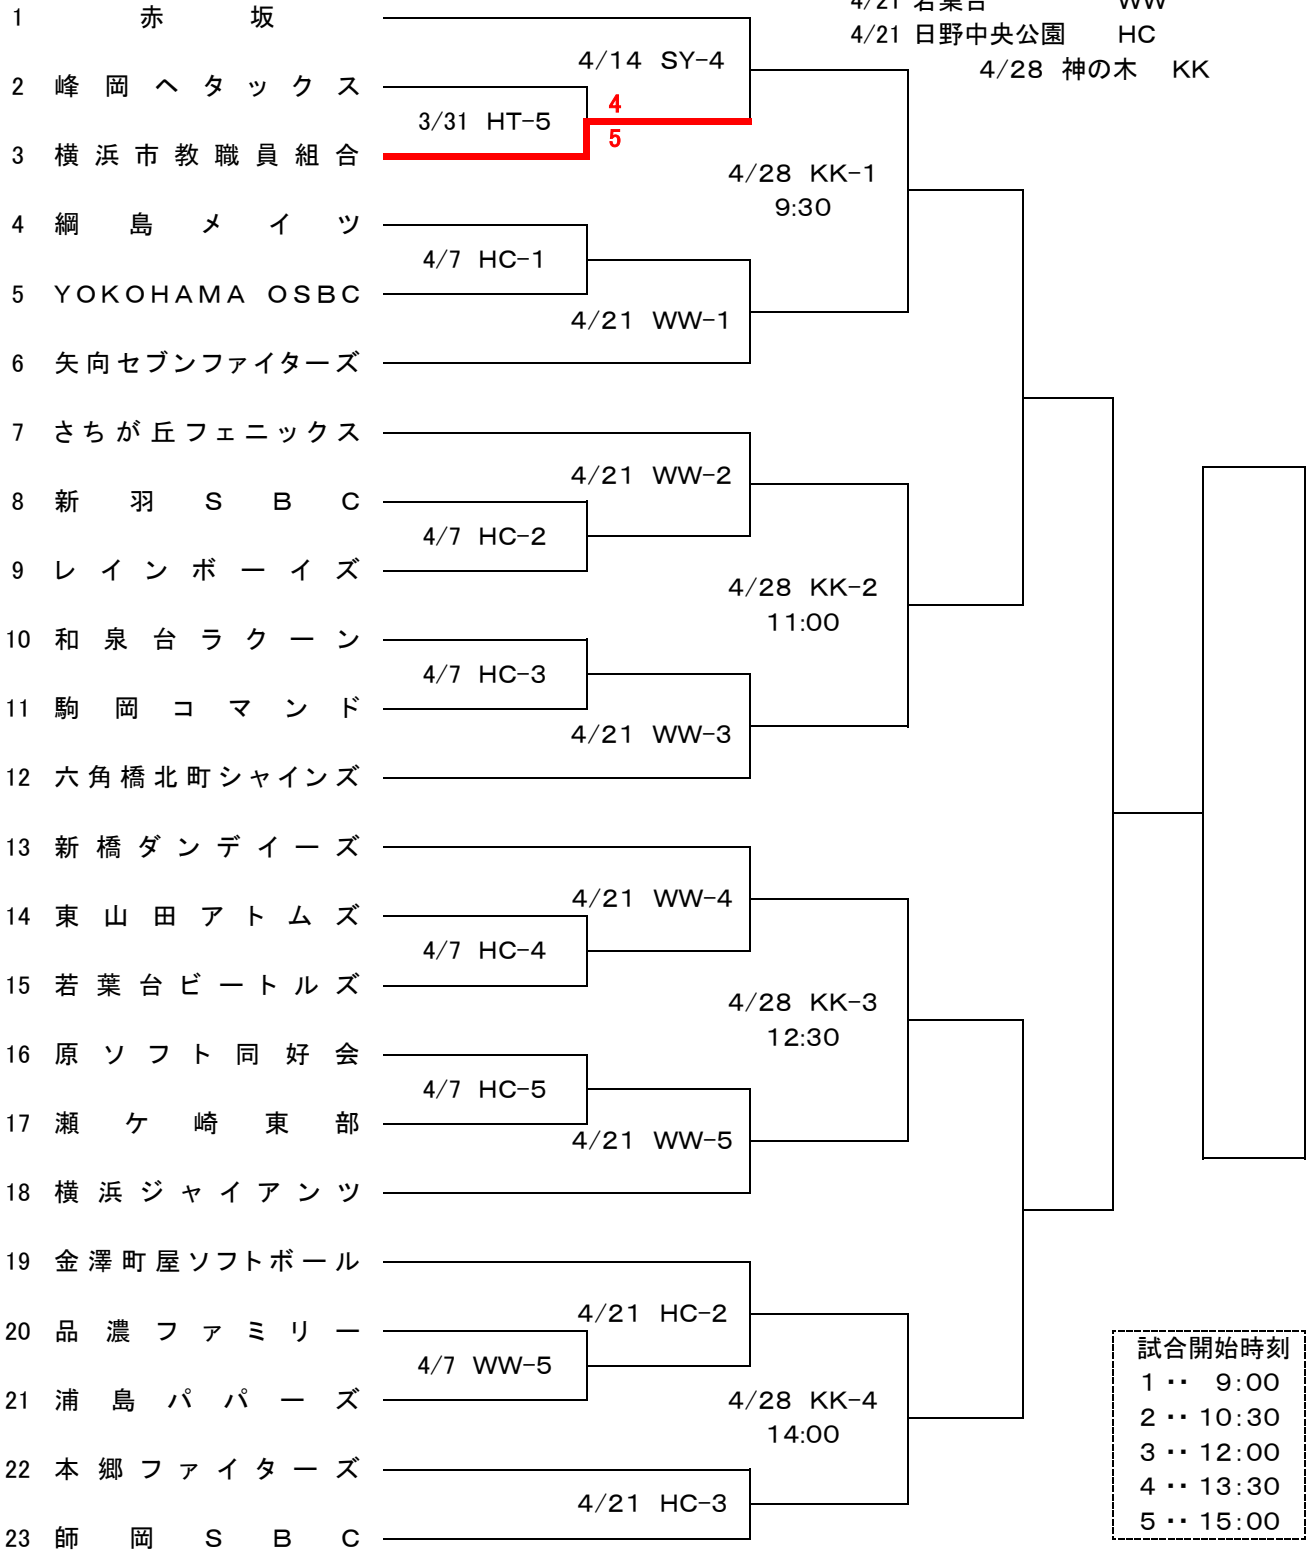 4/21 若葉台 WW
1 赤坂
4/21 日野中央公園 HC
4/14 SY-4
4/28 神の木 KK
2 峰岡ヘタックス
4
3/31 HT-5
5
3 横浜市教職員組合
4/28 KK-1
9:30
4 綱島メイツ
4/7 HC-1
5 YOKOHAMA OSBC
4/21 WW-1
6 矢向セブンファイターズ
7 さちが丘フェニックス
4/21 WW-2
8 新羽SBC
4/7 HC-2
9 レインボーイズ
4/28 KK-2
11:00
10 和泉台ラクーン
4/7 HC-3
11 駒岡コマンド
4/21 WW-3
12 六角橋北町シャインズ
13 新橋ダンデイーズ
4/21 WW-4
14 東山田アトムズ
4/7 HC-4
15 若葉台ビートルズ
4/28 KK-3
12:30
16 原ソフト同好会
4/7 HC-5
17 瀬ケ崎東部
4/21 WW-5
18 横浜ジャイアンツ
19 金澤町屋ソフトボール
4/21 HC-2
20 品濃ファミリー
4/7 WW-5
21 浦島パパーズ
4/28 KK-4
14:00
22 本郷ファイターズ
4/21 HC-3
23 師岡SBC
試合開始時刻
1 ‥ 9:00
2 ‥ 10:30
3 ‥ 12:00
4 ‥ 13:30
5 ‥ 15:00